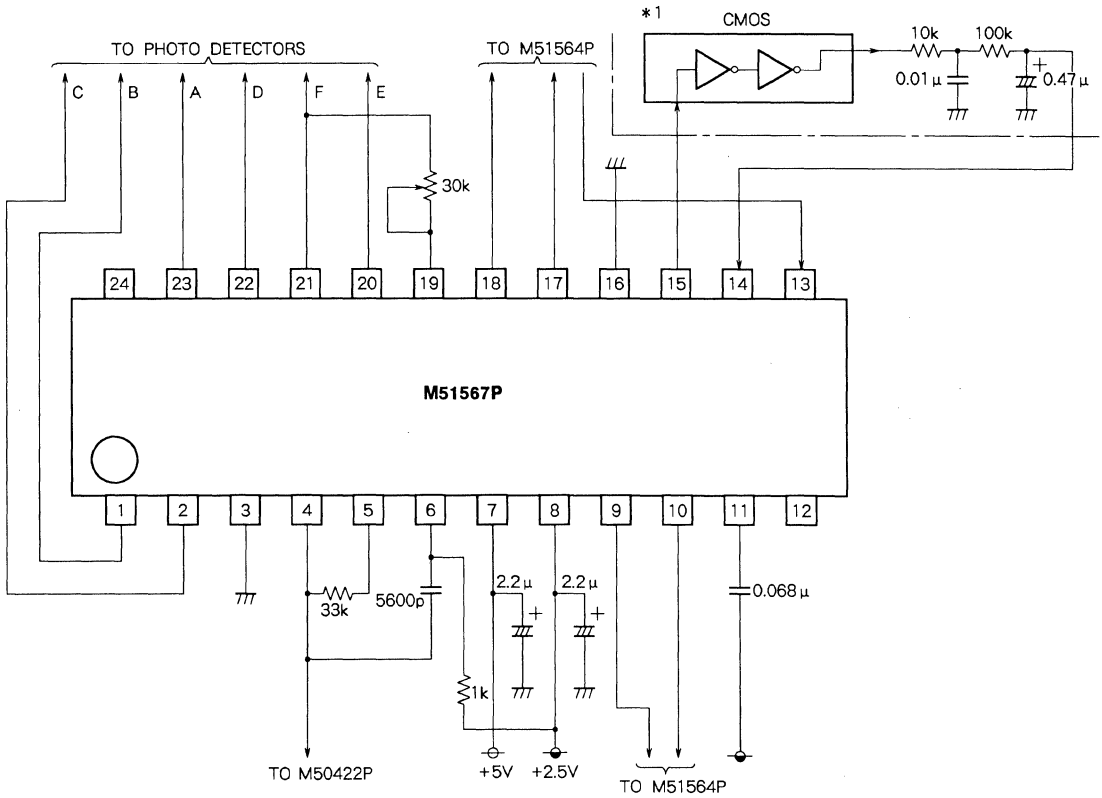 *1
CMOS
TO PHOTO DETECTORS
TO M51564P
10k
100k
C
B
A
D
F
E
0.01μ
+
0.47μ
30k
24
23
22
21
20
19
18
17
16
15
14
13
M51567P
1
2
3
4
5
6
7
8
9
10
11
12
33k
5600p
2.2μ
+
2.2μ
+
0.068μ
1k
TO M50422P
+5V
+2.5V
TO M51564P